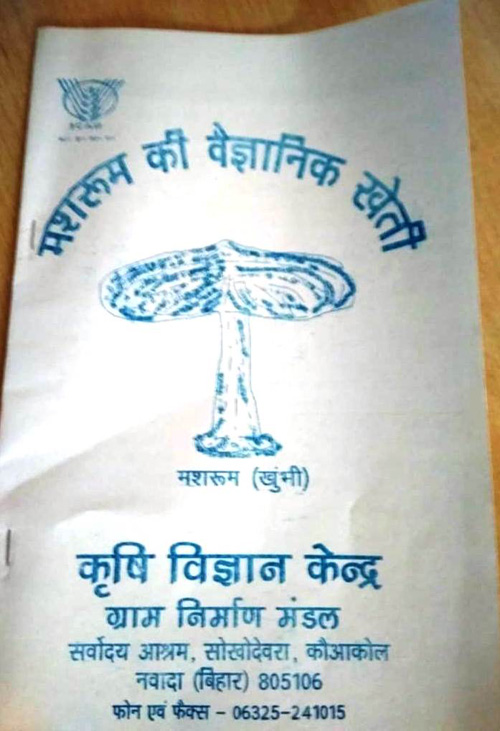 मशरूम की वैज्ञानिक खेती
मशरूम (खुंभी)
कृषि विज्ञान केन्द्र
ग्राम निर्माण मंडल
सर्वोदय आश्रम, सोखोदेवरा, कौआकोल
नवादा (बिहार) 805106
फोन एवं फैक्स - 06325-241015